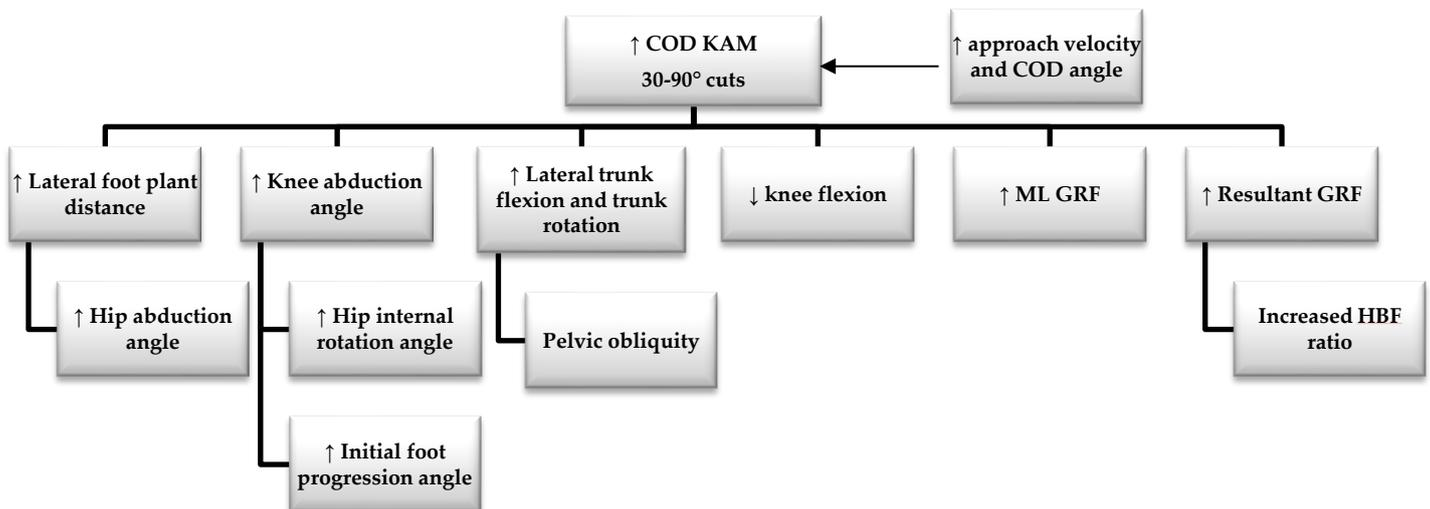 ↑ COD KAM
30-90° cuts
↑ approach velocity
and COD angle
↑ Lateral foot plant
distance
↑ Knee abduction
angle
↑ Lateral trunk
flexion and trunk
rotation
↓ knee flexion
↑ ML GRF
↑ Resultant GRF
↑ Hip abduction
angle
↑ Hip internal
rotation angle
Pelvic obliquity
Increased HBF
ratio
↑ Initial foot
progression angle